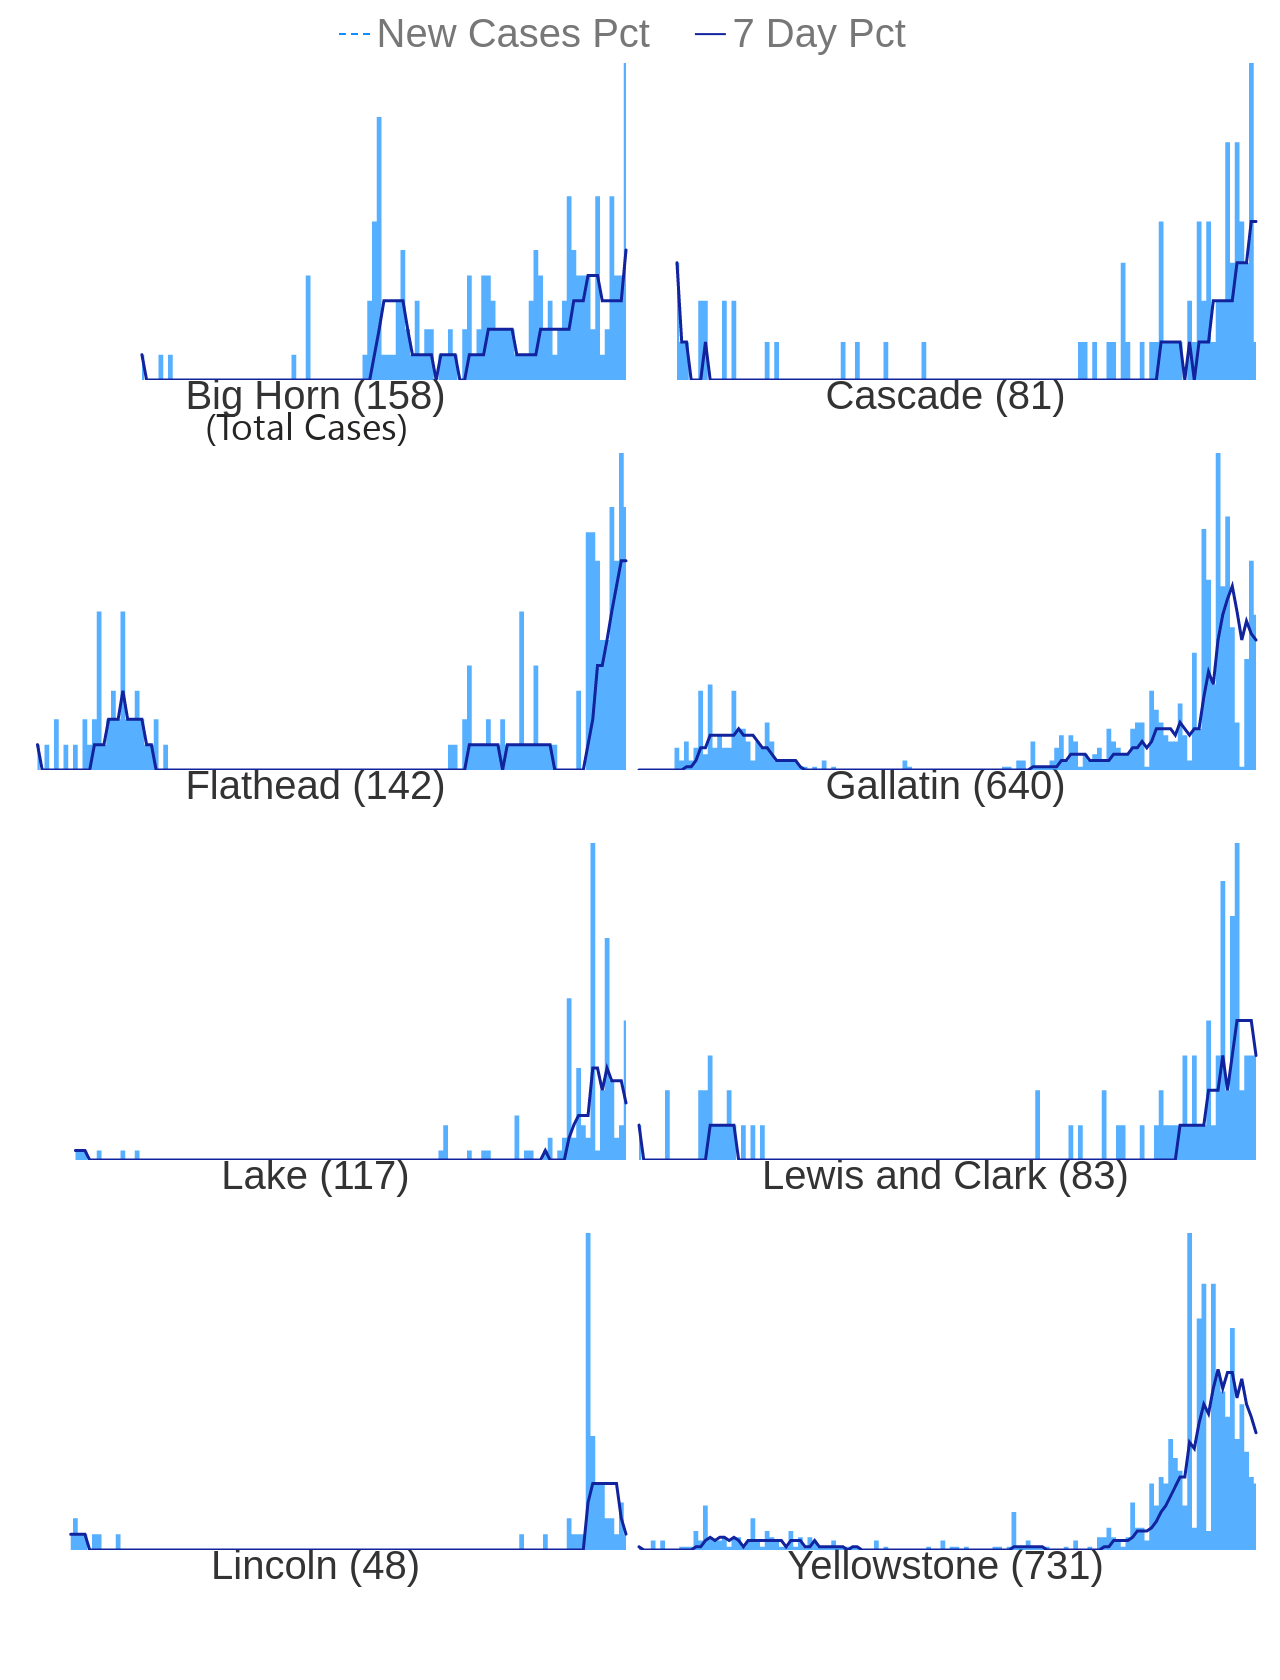 New Cases Pct 7 Day Pct
Big Horn (158) Cascade (81)
(Total Cases)
Flathead (142) Gallatin (640)
Lake (117) Lewis and Clark (83)
Lincoln (48) Yellowstone (731)